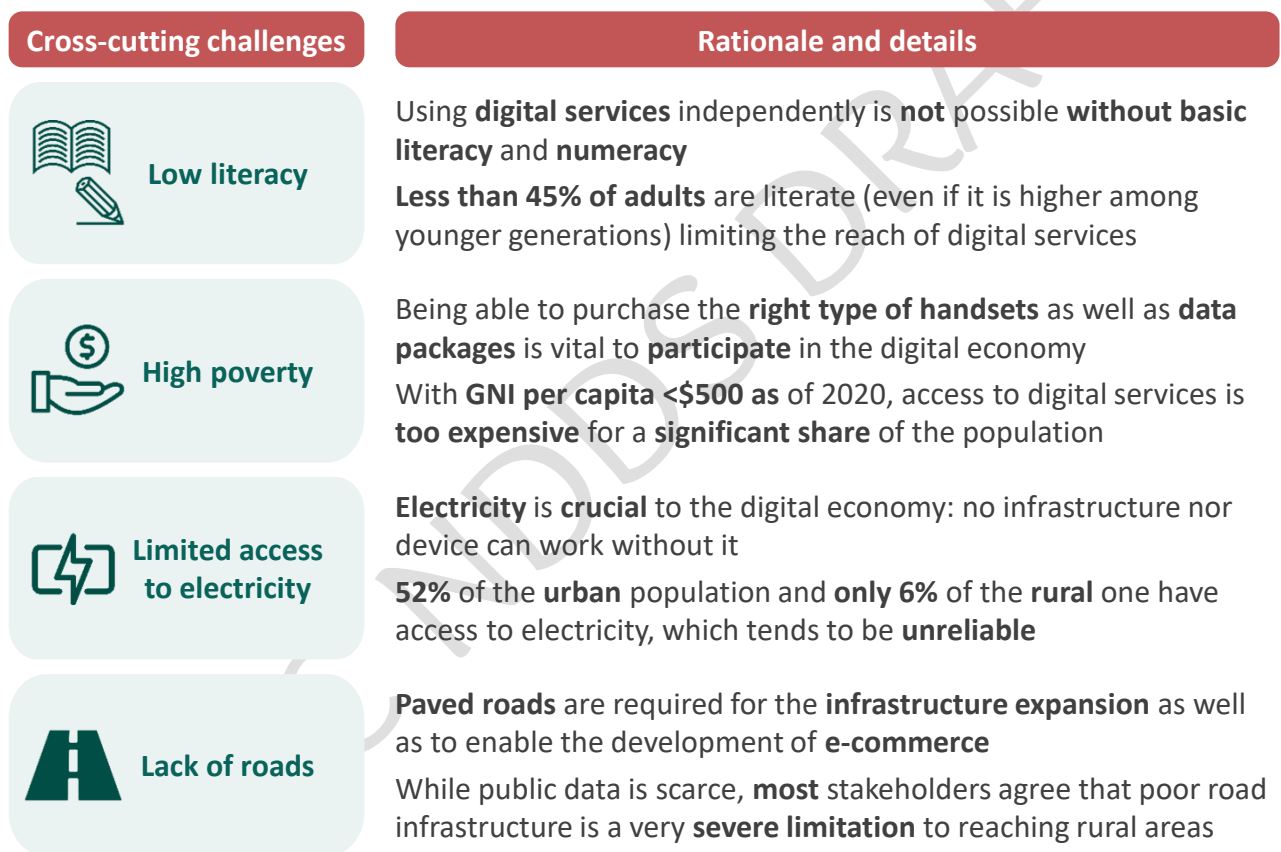 Cross-cutting challenges
Rationale and details
Low literacy
Using digital services independently is not possible without basic
literacy and numeracy
Less than 45% of adults are literate (even if it is higher among
younger generations) limiting the reach of digital services
High poverty
Being able to purchase the right type of handsets as well as data
packages is vital to participate in the digital economy
With GNI per capita <$500 as of 2020, access to digital services is
too expensive for a significant share of the population
Limited access
to electricity
Electricity is crucial to the digital economy: no infrastructure nor
device can work without it
52% of the urban population and only 6% of the rural one have
access to electricity, which tends to be unreliable
Lack of roads
Paved roads are required for the infrastructure expansion as well
as to enable the development of e-commerce
While public data is scarce, most stakeholders agree that poor road
infrastructure is a very severe limitation to reaching rural areas
NDDS